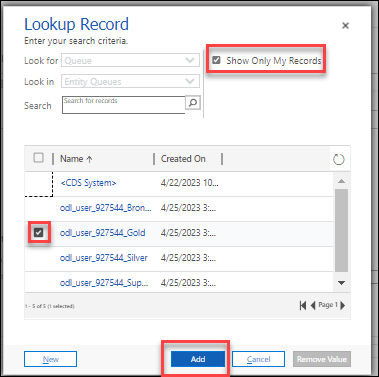 Lookup Record
Enter your search criteria.
Look for Queue Show Only My Records
Look in Entity Queues
Search Search for records
Name ↑ Created On
<CDS System> 4/22/2023 10...
odl_user_927544_Bron... 4/25/2023 3:...
odl_user_927544_Gold 4/25/2023 3:...
odl_user_927544_Silver 4/25/2023 3:...
odl_user_927544_Sup... 4/25/2023 3:...
1 - 5 of 5 (1 selected) Page 1
New Add Cancel Remove Value